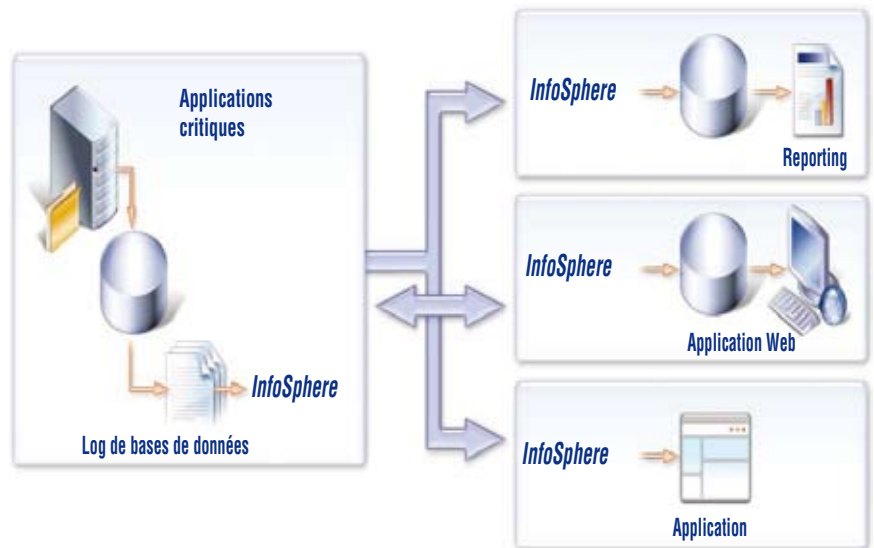 Applications
critiques
InfoSphere
Log de bases de données
InfoSphere
Reporting
InfoSphere
Application Web
InfoSphere
Application